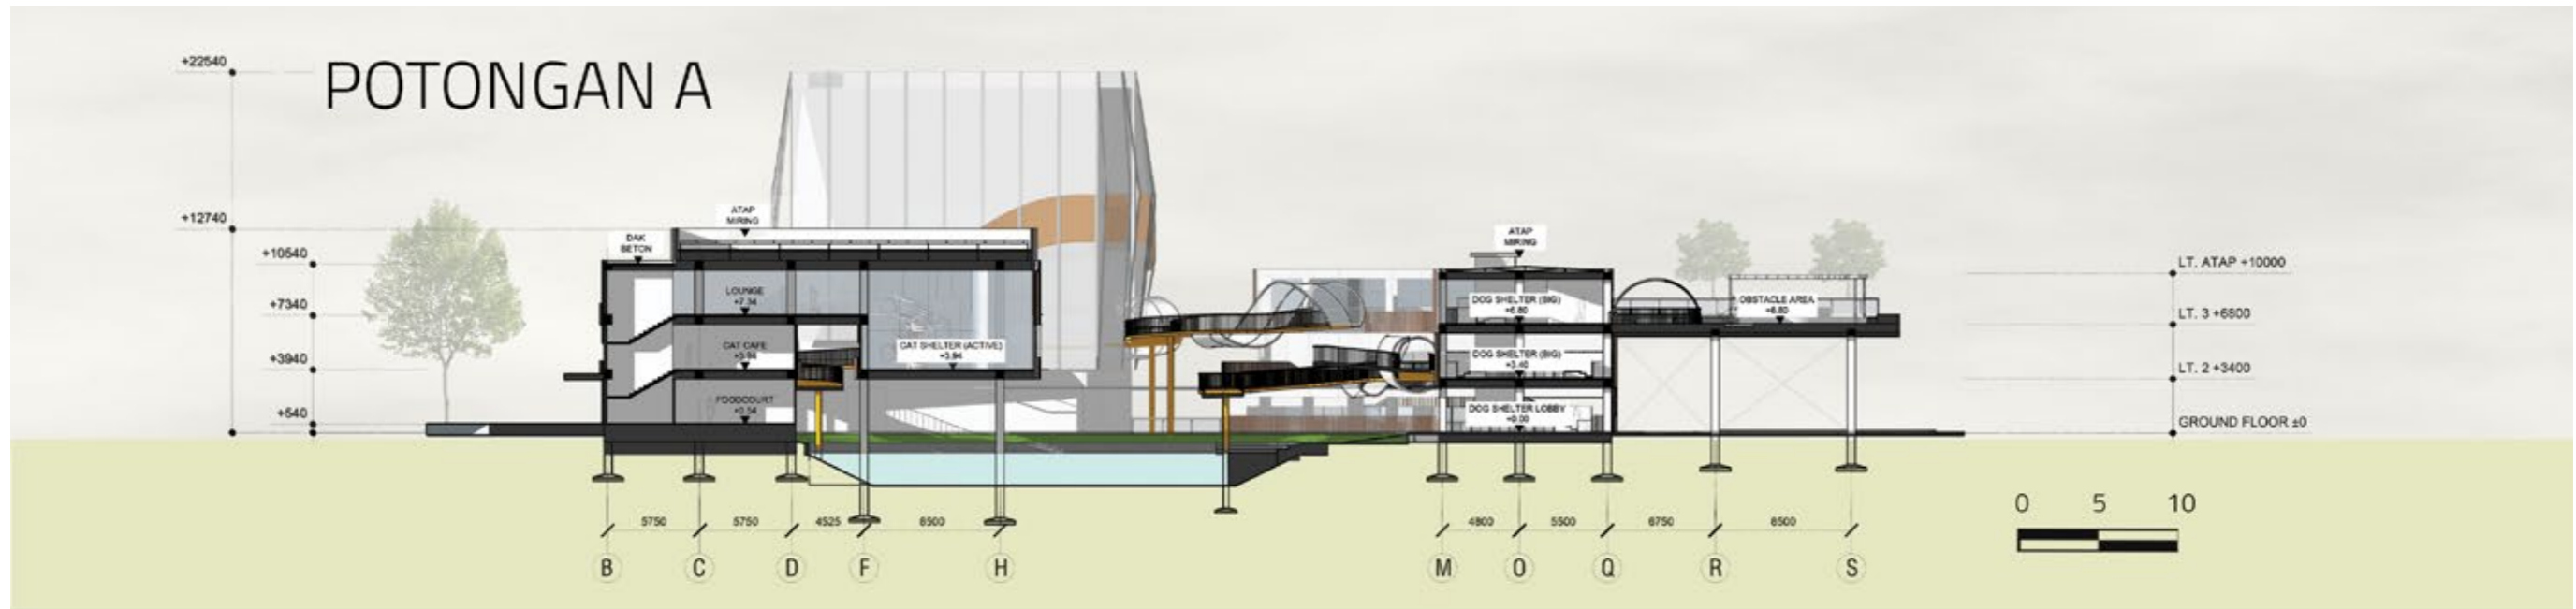 POTONGAN A
+22540
+12740
+10540
+7340
+3940
+540
DAK
BETON
ATAP
MIRING
LOUNGE
+7.34
CAT CAFE
+3.94
FOODCOURT
+0.54
CAT SHELTER (ACTIVE)
+3.94
ATAP
MIRING
DOG SHELTER (BIG)
+6.80
DOG SHELTER (BIG)
+3.40
DOG SHELTER LOBBY
+0.00
OBSTACLE AREA
+6.80
LT. ATAP +10000
LT. 3 +6800
LT. 2 +3400
GROUND FLOOR ±0
0 5 10
5750 5750 4525 6500 4800 5500 6750 6500
B C D F H M O Q R S